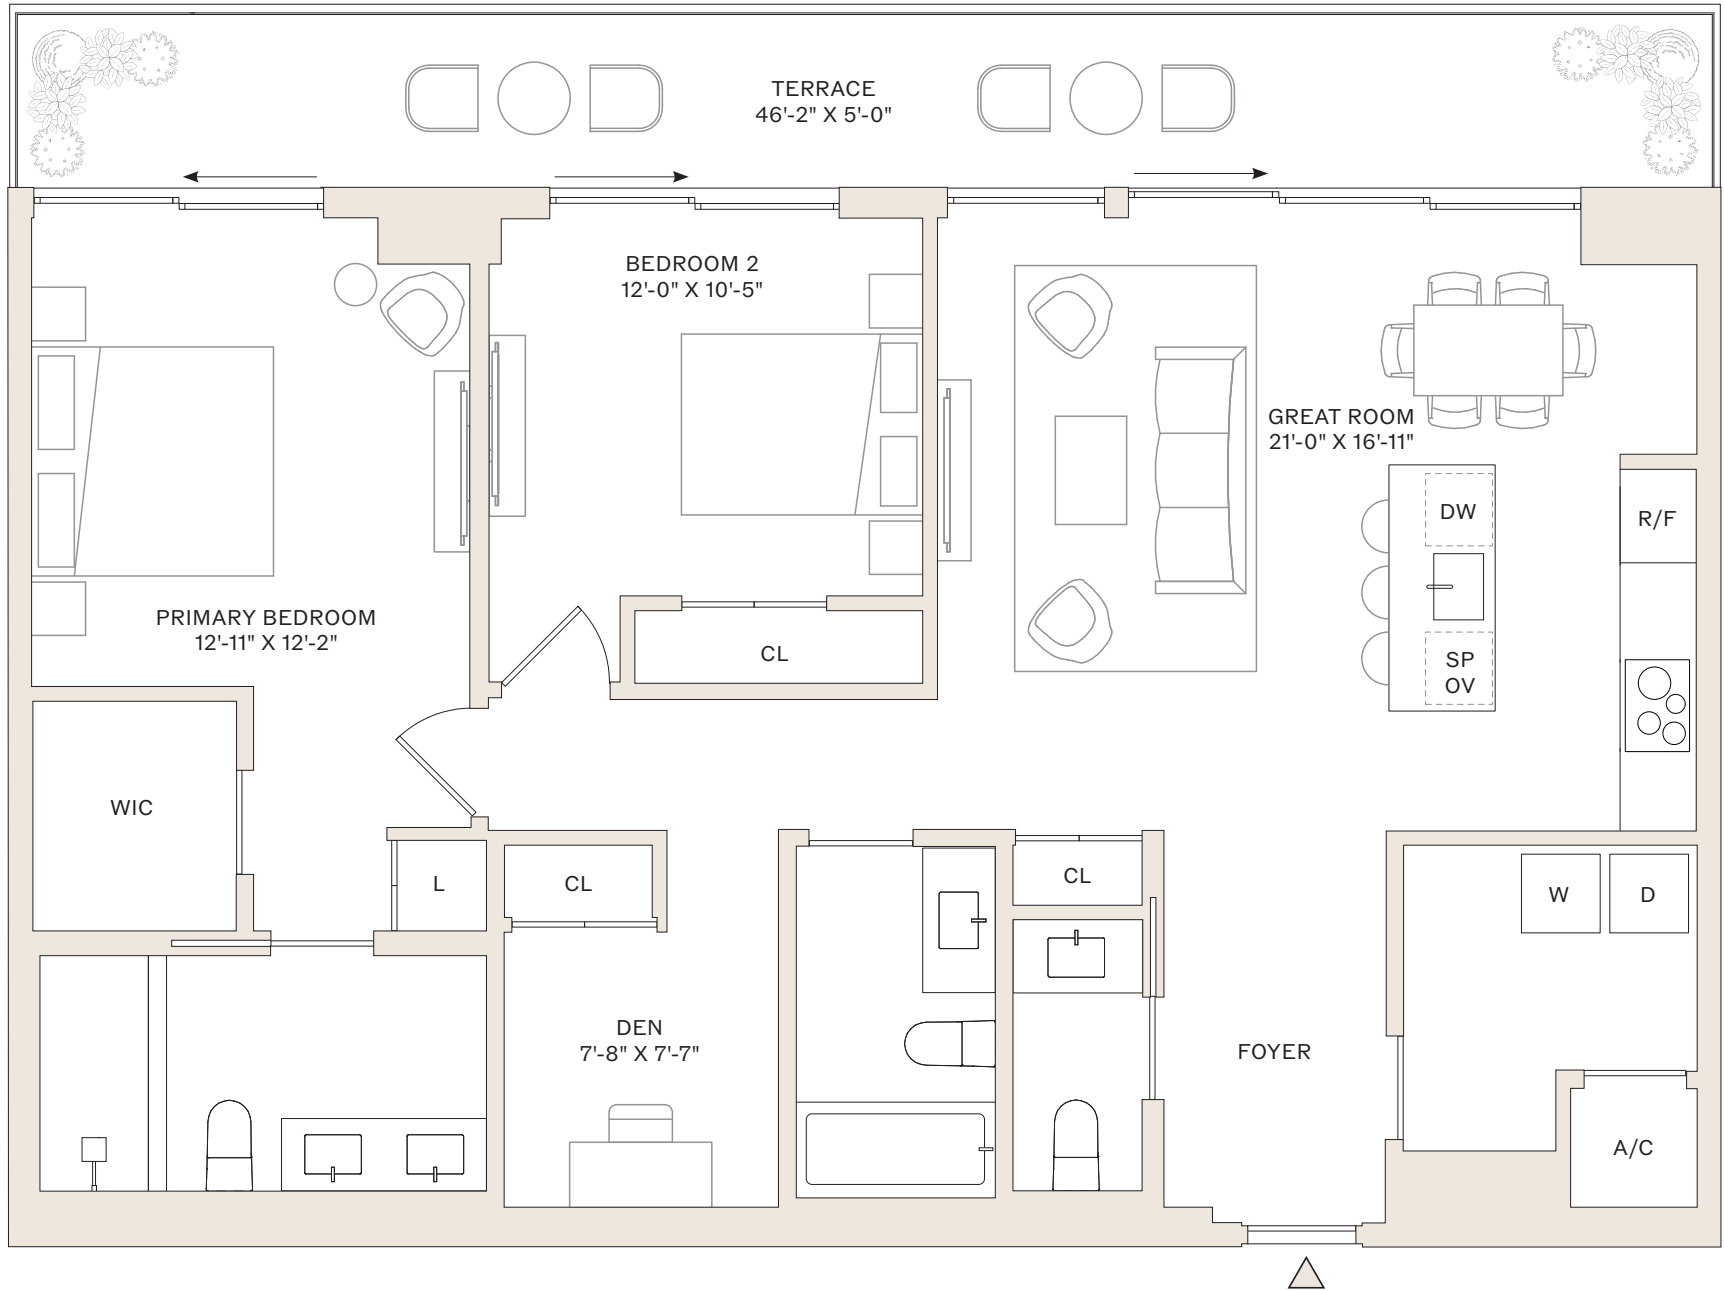 TERRACE
46'-2" X 5'-0"
BEDROOM 2
12'-0" X 10'-5"
GREAT ROOM
21'-0" X 16'-11"
DW
R/F
PRIMARY BEDROOM
12'-11" X 12'-2"
CL
SP
OV
WIC
L
CL
CL
W
D
DEN
7'-8" X 7'-7"
FOYER
A/C